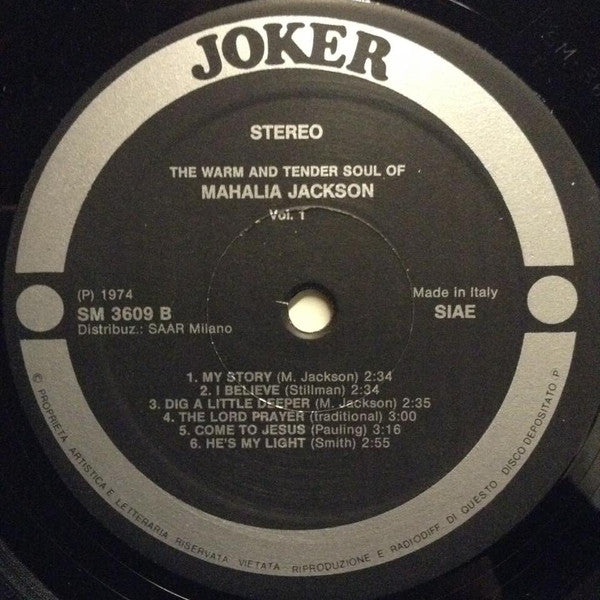 JOKER
STEREO
THE WARM AND TENDER SOUL OF
MAHALIA JACKSON
Vol. 1
(P) 1974
SM 3609 B
Distribuz.: SAAR Milano
Made in Italy
SIAE
1. MY STORY (M. Jackson) 2:34
2. I BELIEVE (Stillman) 2:34
3. DIG A LITTLE DEEPER (M. Jackson) 2:35
4. THE LORD PRAYER (traditional) 3:00
5. COME TO JESUS (Pauling) 3:16
6. HE'S MY LIGHT (Smith) 2:55
© PROPRIETA ARTISTICA E LETTERARIA RISERVATA VIETATA RIPRODUZIONE E RADIODIFF. DI QUESTO DISCO DEPOSITATO P